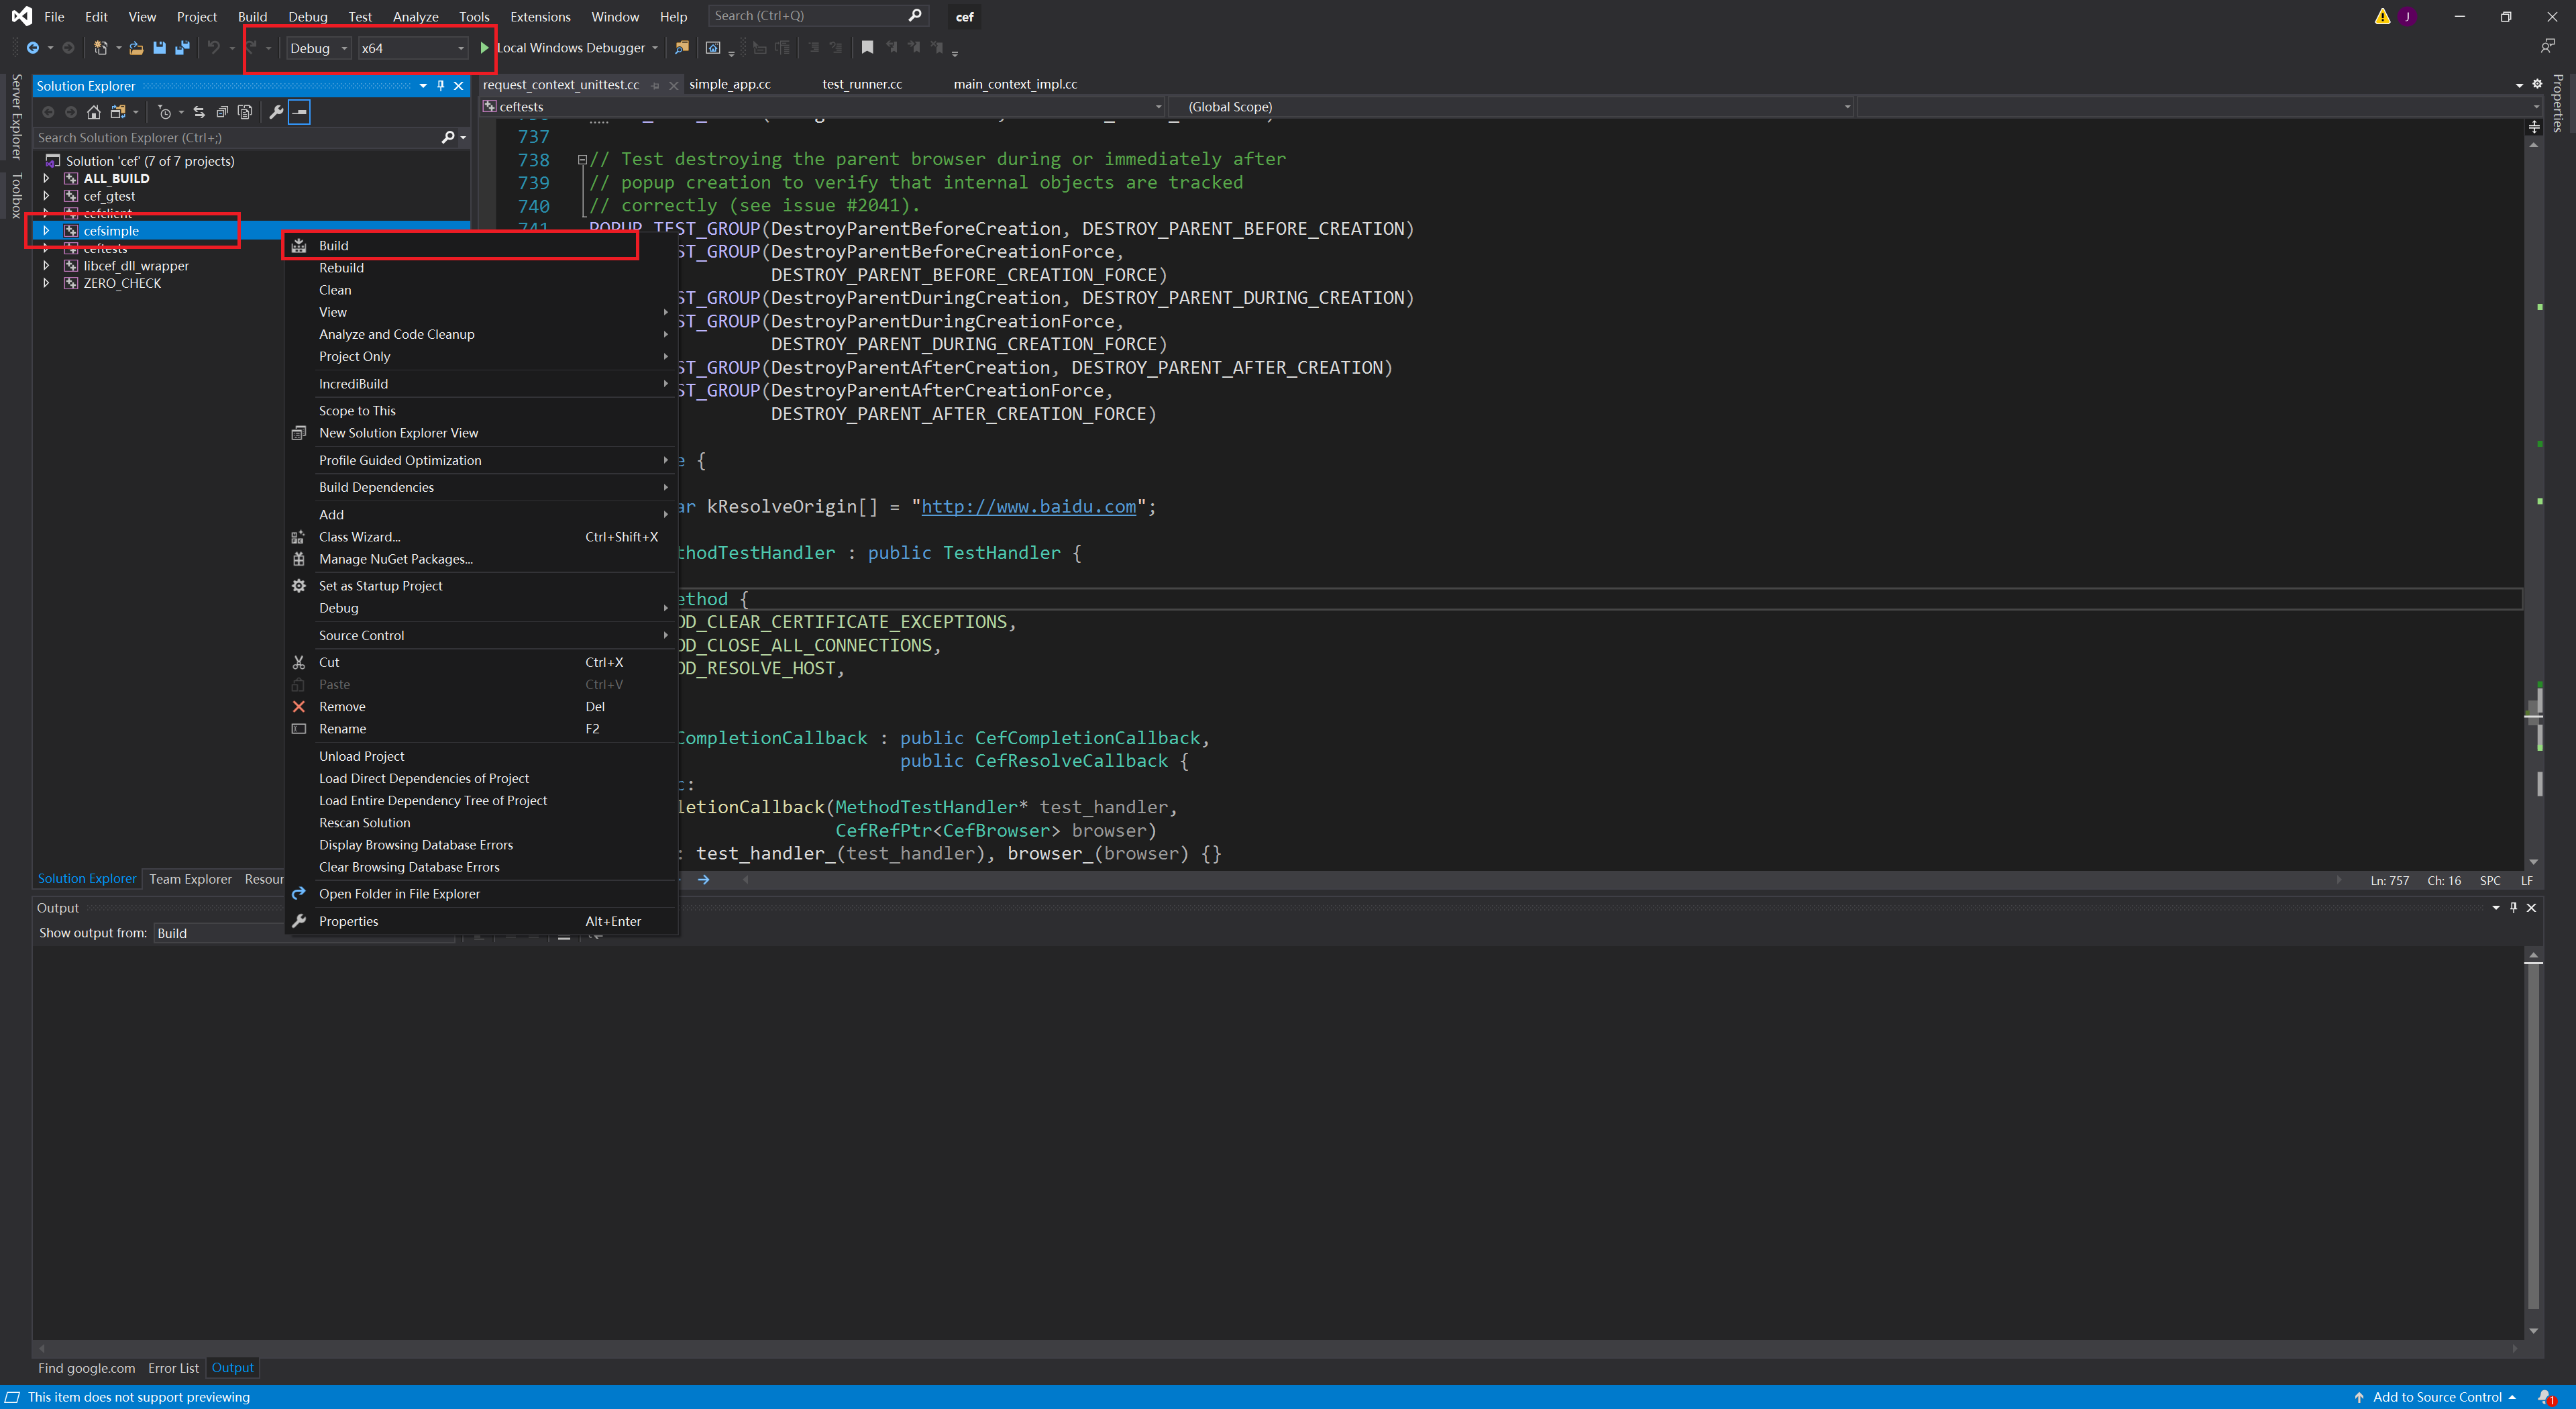 File Edit View Project Build Debug Test Analyze Tools Extensions Window Help Search (Ctrl+Q) cef J
Debug x64 Local Windows Debugger
Server Explorer
Toolbox
Solution Explorer
Search Solution Explorer (Ctrl+;)
Solution 'cef' (7 of 7 projects)
ALL_BUILD
cef_gtest
cefclient
cefsimple
ceftests
libcef_dll_wrapper
ZERO_CHECK
Build
Rebuild
Clean
View
Analyze and Code Cleanup
Project Only
IncrediBuild
Scope to This
New Solution Explorer View
Profile Guided Optimization
Build Dependencies
Add
Class Wizard... Ctrl+Shift+X
Manage NuGet Packages...
Set as Startup Project
Debug
Source Control
Cut Ctrl+X
Paste Ctrl+V
Remove Del
Rename F2
Unload Project
Load Direct Dependencies of Project
Load Entire Dependency Tree of Project
Rescan Solution
Display Browsing Database Errors
Clear Browsing Database Errors
Open Folder in File Explorer
Properties Alt+Enter
request_context_unittest.cc simple_app.cc test_runner.cc main_context_impl.cc
ceftests (Global Scope)
Properties
737
738 // Test destroying the parent browser during or immediately after
739 // popup creation to verify that internal objects are tracked
740 // correctly (see issue #2041).
741 POPUP_TEST_GROUP(DestroyParentBeforeCreation, DESTROY_PARENT_BEFORE_CREATION)
ST_GROUP(DestroyParentBeforeCreationForce,
DESTROY_PARENT_BEFORE_CREATION_FORCE)
ST_GROUP(DestroyParentDuringCreation, DESTROY_PARENT_DURING_CREATION)
ST_GROUP(DestroyParentDuringCreationForce,
DESTROY_PARENT_DURING_CREATION_FORCE)
ST_GROUP(DestroyParentAfterCreation, DESTROY_PARENT_AFTER_CREATION)
ST_GROUP(DestroyParentAfterCreationForce,
DESTROY_PARENT_AFTER_CREATION_FORCE)
e {
ar kResolveOrigin[] = "http://www.baidu.com";
thodTestHandler : public TestHandler {
ethod {
OD_CLEAR_CERTIFICATE_EXCEPTIONS,
OD_CLOSE_ALL_CONNECTIONS,
OD_RESOLVE_HOST,
CompletionCallback : public CefCompletionCallback,
public CefResolveCallback {
c:
letionCallback(MethodTestHandler* test_handler,
CefRefPtr<CefBrowser> browser)
: test_handler_(test_handler), browser_(browser) {}
Solution Explorer Team Explorer Resour
Ln: 757 Ch: 16 SPC LF
Output
Show output from: Build
Find google.com Error List Output
This item does not support previewing Add to Source Control 1